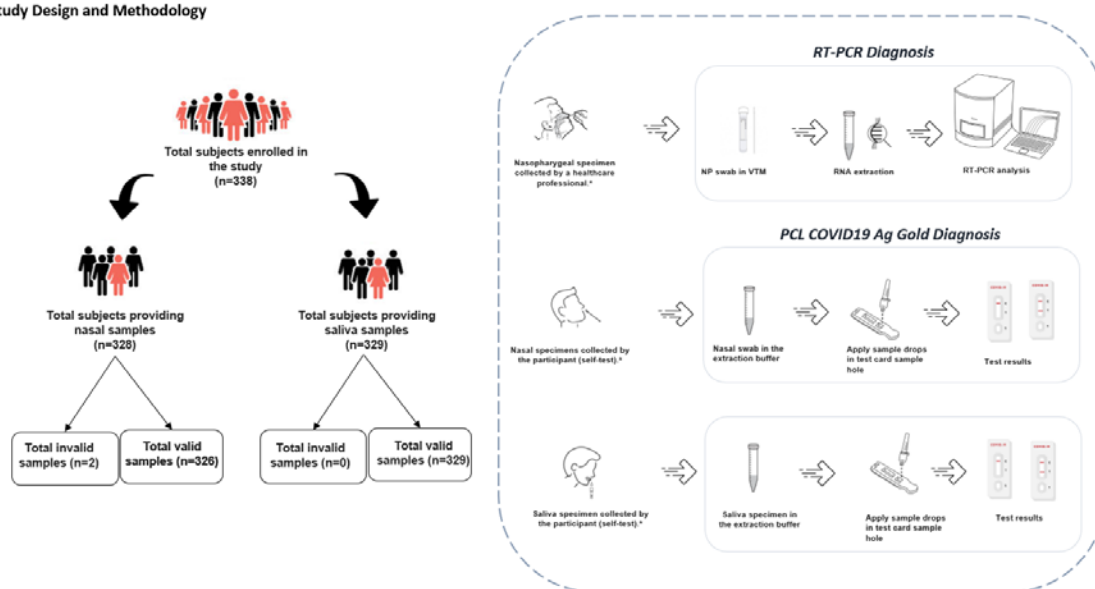 tudy Design and Methodology
Total subjects enrolled in
the study
(n=338)
Total subjects providing
nasal samples
(n=328)
Total subjects providing
saliva samples
(n=329)
Total invalid
samples (n=2)
Total valid
samples (n=326)
Total invalid
samples (n=0)
Total valid
samples (n=329)
RT-PCR Diagnosis
Nasopharygeal specimen
collected by a healthcare
professional.*
NP swab in VTM
RNA extraction
RT-PCR analysis
PCL COVID19 Ag Gold Diagnosis
Nasal specimens collected by
the participant (self-test).*
Nasal swab in the
extraction buffer
Apply sample drops
in test card sample
hole
Test results
Saliva specimen collected by
the participant (self-test).*
Saliva specimen in
the extraction buffer
Apply sample drops
in test card sample
hole
Test results